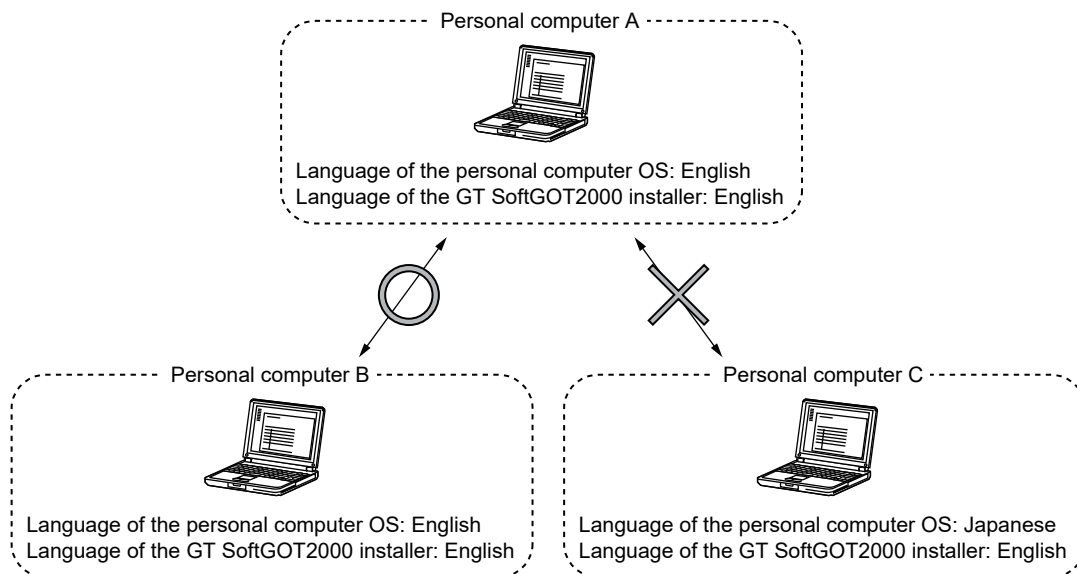 Personal computer A
Language of the personal computer OS: English
Language of the GT SoftGOT2000 installer: English
Personal computer B
Language of the personal computer OS: English
Language of the GT SoftGOT2000 installer: English
Personal computer C
Language of the personal computer OS: Japanese
Language of the GT SoftGOT2000 installer: English